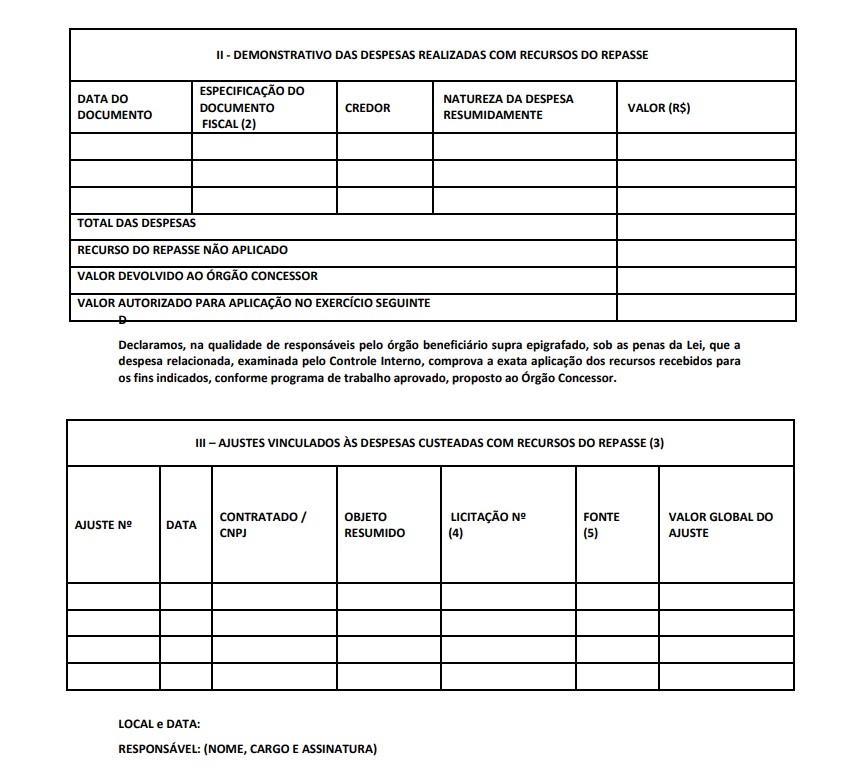 II - DEMONSTRATIVO DAS DESPESAS REALIZADAS COM RECURSOS DO REPASSE
DATA DO
DOCUMENTO
ESPECIFICAÇÃO DO
DOCUMENTO
FISCAL (2)
CREDOR
NATUREZA DA DESPESA
RESUMIDAMENTE
VALOR (R$)
TOTAL DAS DESPESAS
RECURSO DO REPASSE NÃO APLICADO
VALOR DEVOLVIDO AO ÓRGÃO CONCESSOR
VALOR AUTORIZADO PARA APLICAÇÃO NO EXERCÍCIO SEGUINTE
D
Declaramos, na qualidade de responsáveis pelo órgão beneficiário supra epigrafado, sob as penas da Lei, que a
despesa relacionada, examinada pelo Controle Interno, comprova a exata aplicação dos recursos recebidos para
os fins indicados, conforme programa de trabalho aprovado, proposto ao Órgão Concessor.
III – AJUSTES VINCULADOS ÀS DESPESAS CUSTEADAS COM RECURSOS DO REPASSE (3)
AJUSTE Nº
DATA
CONTRATADO /
CNPJ
OBJETO
RESUMIDO
LICITAÇÃO Nº
(4)
FONTE
(5)
VALOR GLOBAL DO
AJUSTE
LOCAL e DATA:
RESPONSÁVEL: (NOME, CARGO E ASSINATURA)